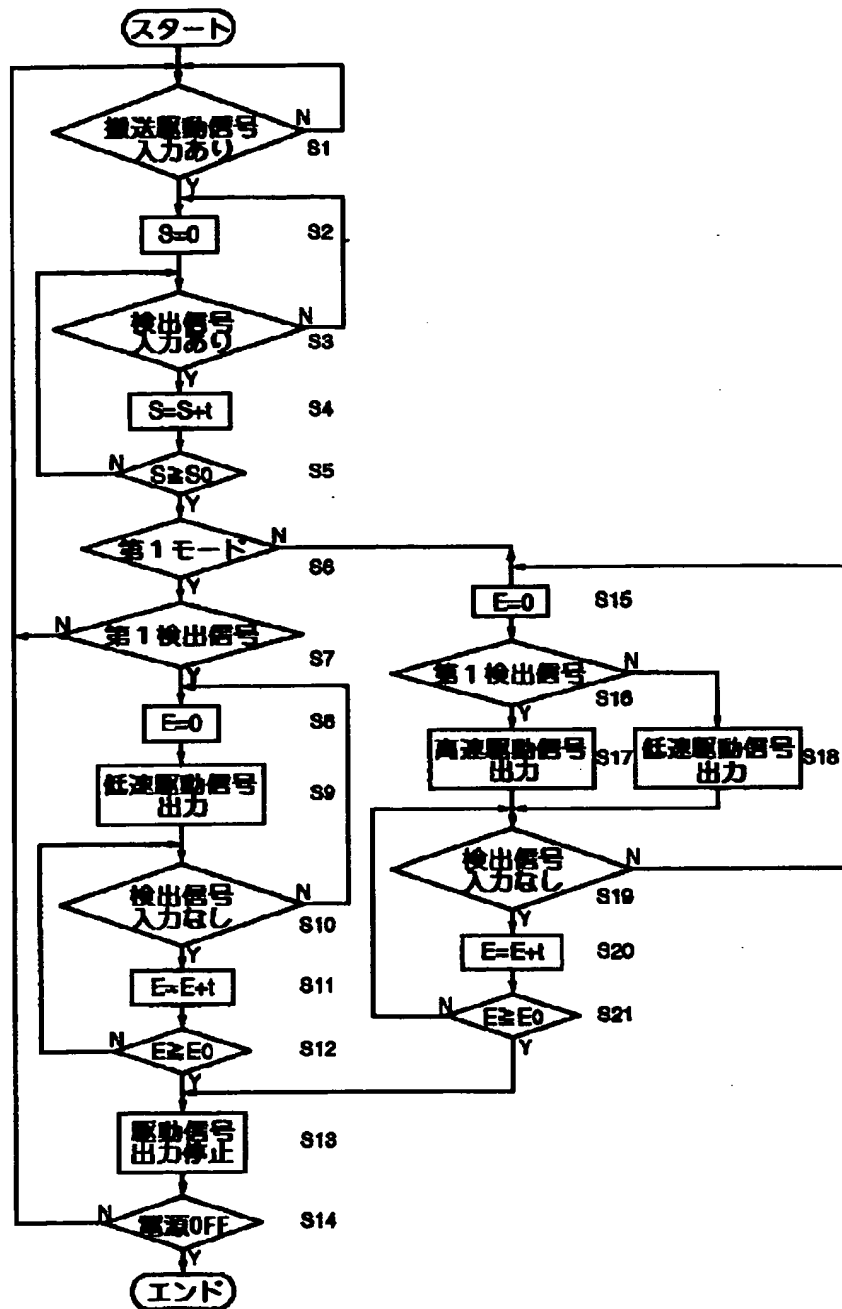 スタート
搬送駆動信号
入力あり
N
S1
Y
S=0
S2
検出信号
入力あり
N
S3
Y
S=S+t
S4
N
S≧S0
S5
Y
第1モード
N
S6
Y
N
第1検出信号
S7
Y
E=0
S8
低速駆動信号
出力
S9
検出信号
入力なし
N
S10
Y
E=E+t
S11
N
E≧E0
S12
Y
駆動信号
出力停止
S13
N
電源OFF
S14
Y
エンド
E=0
S15
第1検出信号
N
S16
Y
高速駆動信号
出力
S17
低速駆動信号
出力
S18
検出信号
入力なし
N
S19
Y
E=E+t
S20
N
E≧E0
S21
Y